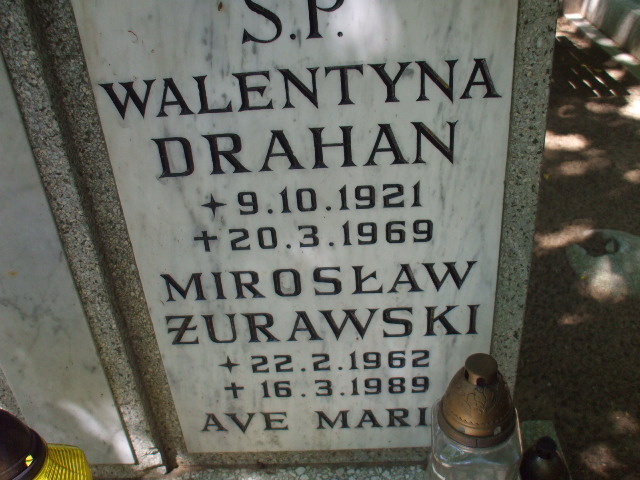 S.P.
WALENTYNA
DRAHAN
✦ 9.10.1921
✝ 20.3.1969
MIROSŁAW
ŻURAWSKI
✦ 22.2.1962
✝ 16.3.1989
AVE MARI